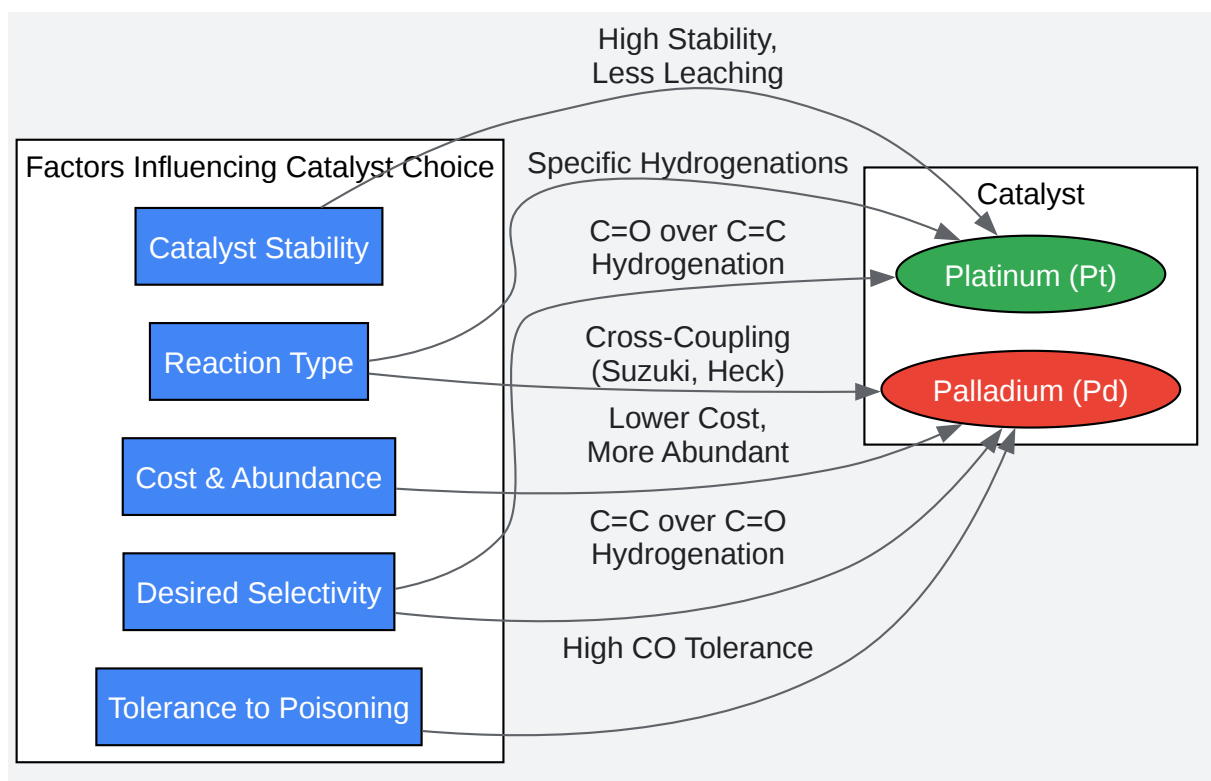 High Stability,
Less Leaching
Factors Influencing Catalyst Choice
Specific Hydrogenations
Catalyst
Catalyst Stability
C=O over C=C
Hydrogenation
Platinum (Pt)
Reaction Type
Cross-Coupling
(Suzuki, Heck)
Palladium (Pd)
Lower Cost,
More Abundant
Cost & Abundance
C=C over C=O
Hydrogenation
Desired Selectivity
High CO Tolerance
Tolerance to Poisoning